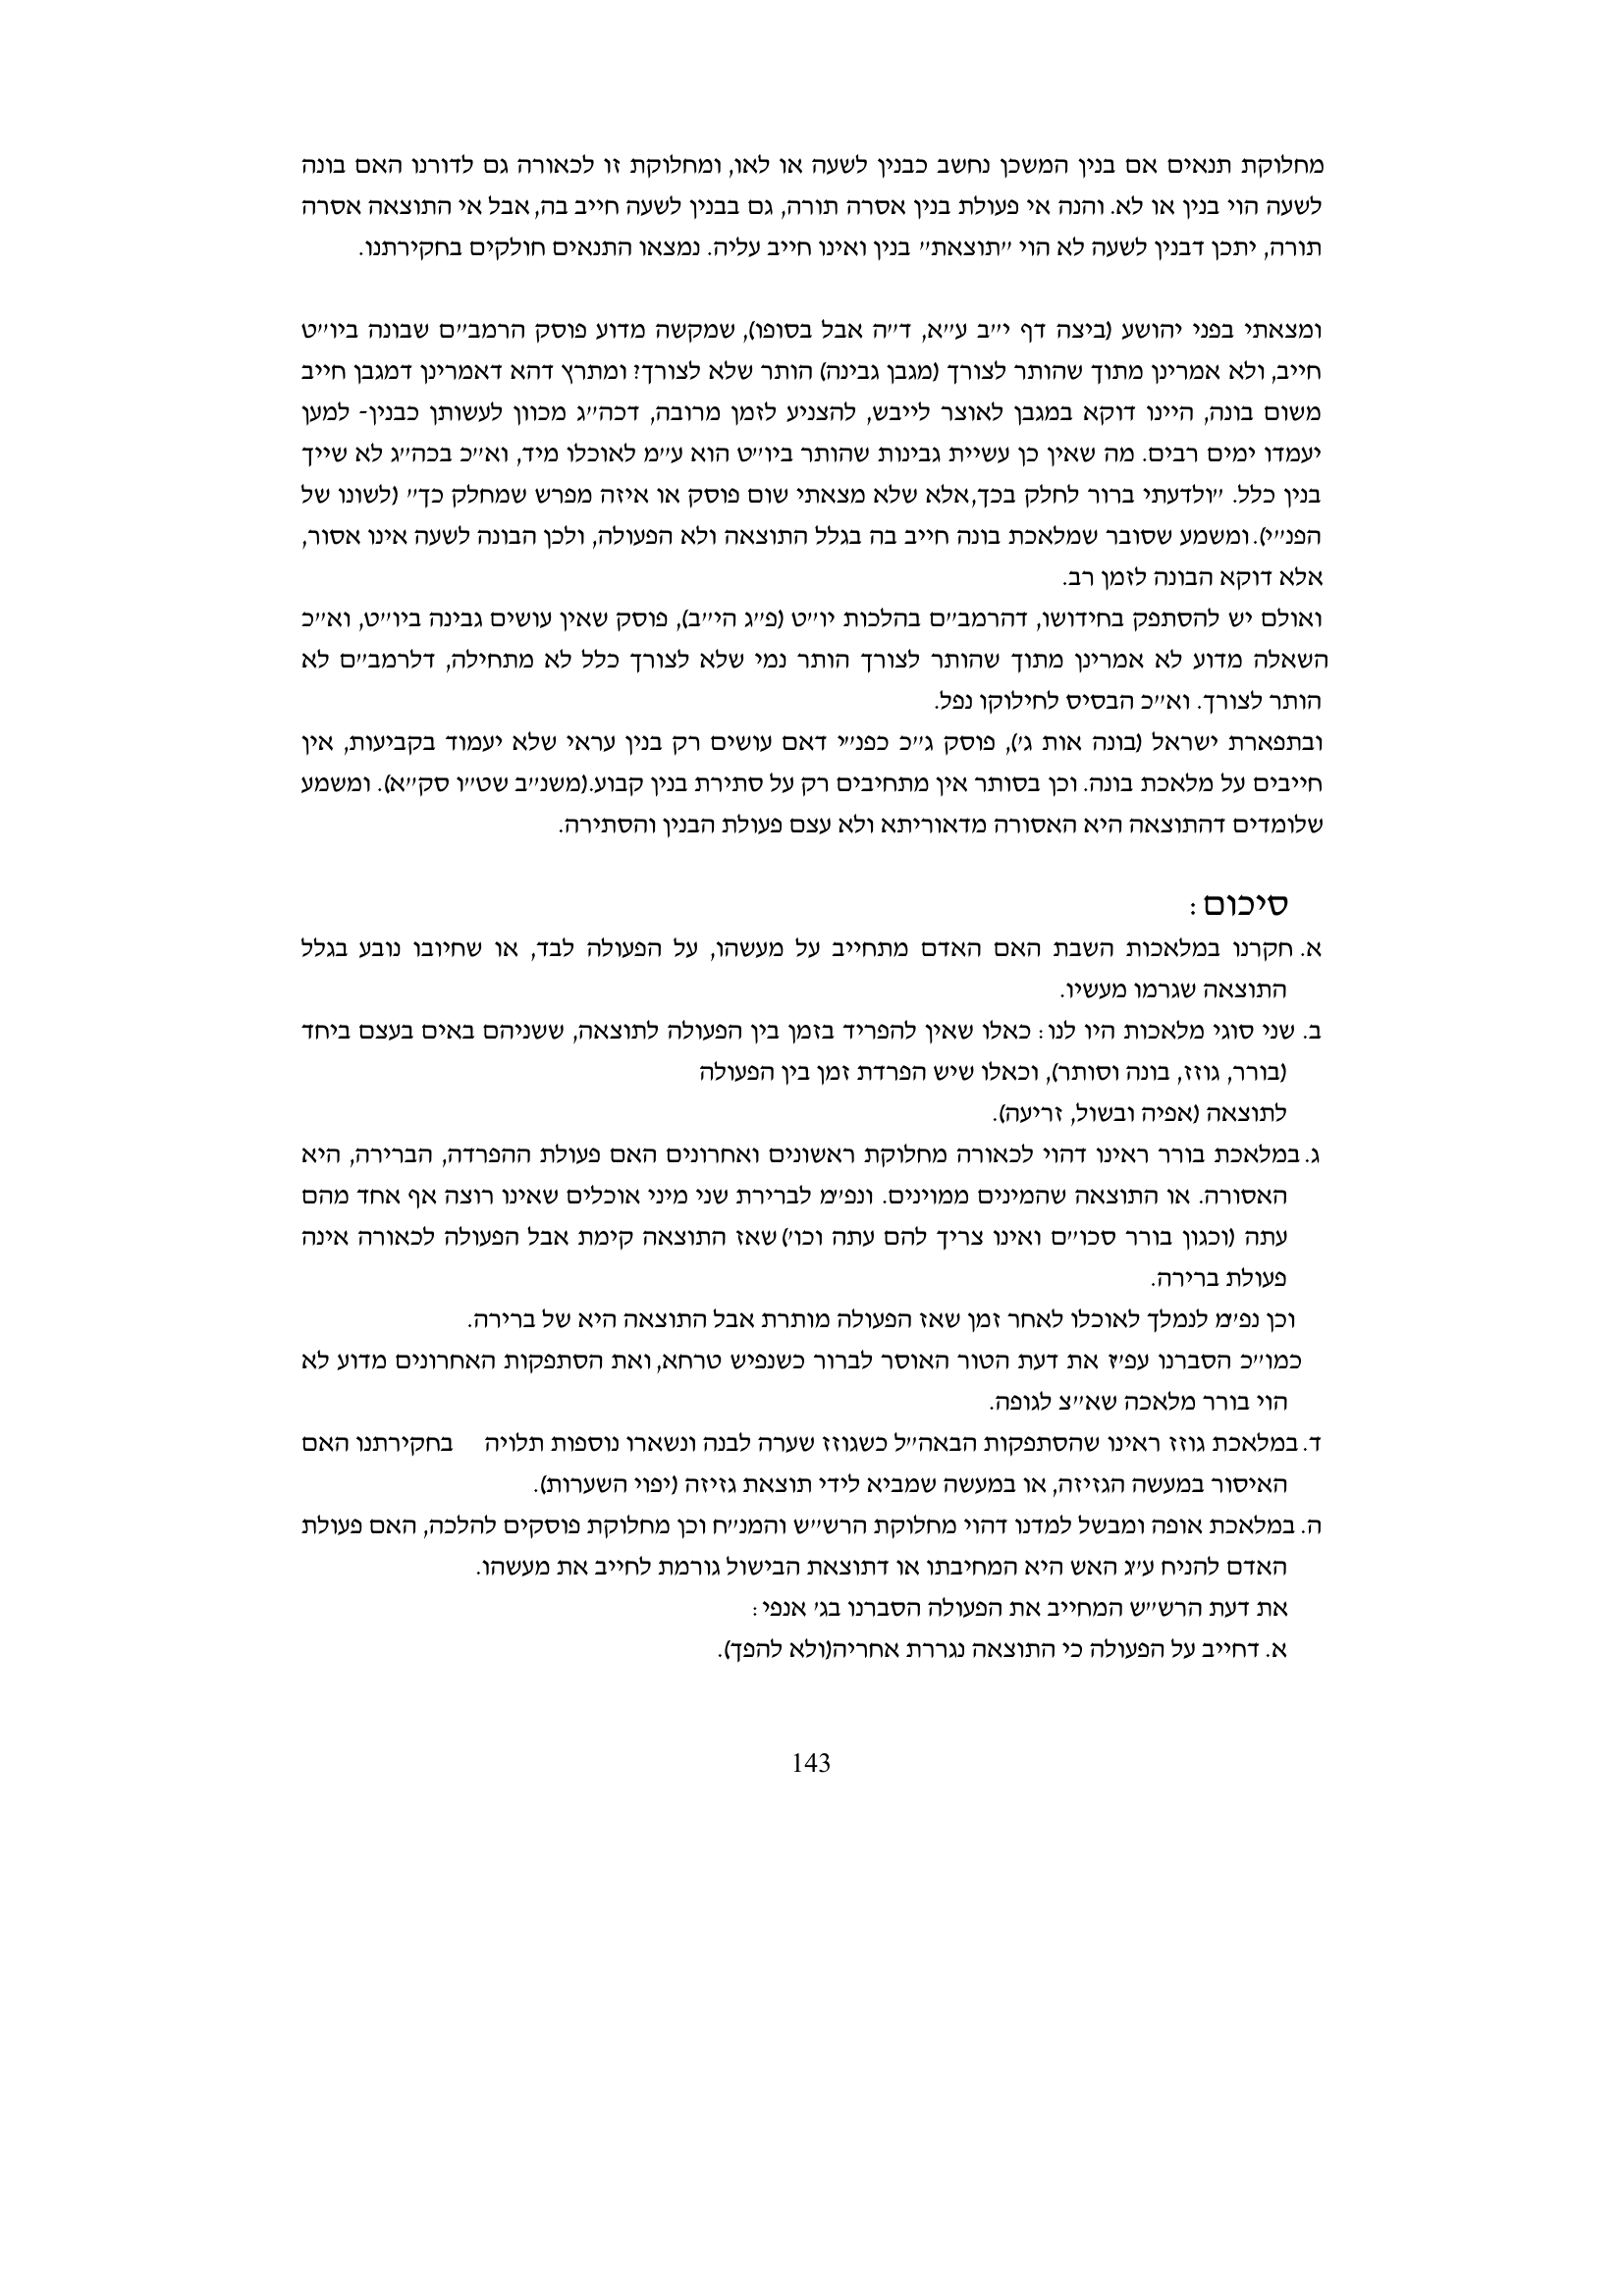 מחלוקת תנאים אם בנין המשכן נחשב כבנין לשעה או לאו, ומחלוקת זו לכאורה גם לדורנו האם בונה
לשעה הוי בנין או לא. והנה אי פעולת בנין אסרה תורה, גם בבנין לשעה חייב בה, אבל אי התוצאה אסרה
תורה, יתכן דבנין לשעה לא הוי ״תוצאת״ בנין ואינו חייב עליה. נמצאו התנאים חולקים בחקירתנו.
ומצאתי בפני יהושע (ביצה דף י״ב ע״א, ד״ה אבל בסופו), שמקשה מדוע פוסק הרמב״ם שבונה ביו״ט
חייב, ולא אמרינן מתוך שהותר לצורך (מגבן גבינה) הותר שלא לצורך? ומתרץ דהא דאמרינן דמגבן חייב
משום בונה, היינו דוקא במגבן לאוצר לייבש, להצניע לזמן מרובה, דכה״ג מכוון לעשותן כבנין- למען
יעמדו ימים רבים. מה שאין כן עשיית גבינות שהותר ביו״ט הוא ע״מ לאוכלו מיד, וא״כ בכה״ג לא שייך
בנין כלל. ״ולדעתי ברור לחלק בכך,אלא שלא מצאתי שום פוסק או איזה מפרש שמחלק כך״ (לשונו של
הפנ״י). ומשמע שסובר שמלאכת בונה חייב בה בגלל התוצאה ולא הפעולה, ולכן הבונה לשעה אינו אסור,
אלא דוקא הבונה לזמן רב.
ואולם יש להסתפק בחידושו, דהרמב״ם בהלכות יו״ט (פ״ג הי״ב), פוסק שאין עושים גבינה ביו״ט, וא״כ
השאלה מדוע לא אמרינן מתוך שהותר לצורך הותר נמי שלא לצורך כלל לא מתחילה, דלרמב״ם לא
הותר לצורך. וא״כ הבסיס לחילוקו נפל.
ובתפארת ישראל (בונה אות ג׳), פוסק ג״כ כפנ״י דאם עושים רק בנין עראי שלא יעמוד בקביעות, אין
חייבים על מלאכת בונה. וכן בסותר אין מתחיבים רק על סתירת בנין קבוע.(משנ״ב שט״ו סק״א). ומשמע
שלומדים דהתוצאה היא האסורה מדאוריתא ולא עצם פעולת הבנין והסתירה.
סיכום:
א. חקרנו במלאכות השבת האם האדם מתחייב על מעשהו, על הפעולה לבד, או שחיובו נובע בגלל
התוצאה שגרמו מעשיו.
ב. שני סוגי מלאכות היו לנו: כאלו שאין להפריד בזמן בין הפעולה לתוצאה, ששניהם באים בעצם ביחד
(בורר, גוזז, בונה וסותר), וכאלו שיש הפרדת זמן בין הפעולה
לתוצאה (אפיה ובשול, זריעה).
ג. במלאכת בורר ראינו דהוי לכאורה מחלוקת ראשונים ואחרונים האם פעולת ההפרדה, הברירה, היא
האסורה. או התוצאה שהמינים ממוינים. ונפ״מ לברירת שני מיני אוכלים שאינו רוצה אף אחד מהם
עתה (וכגון בורר סכו״ם ואינו צריך להם עתה וכו׳) שאז התוצאה קימת אבל הפעולה לכאורה אינה
פעולת ברירה.
וכן נפ״מ לנמלך לאוכלו לאחר זמן שאז הפעולה מותרת אבל התוצאה היא של ברירה.
כמו״כ הסברנו עפ״ז את דעת הטור האוסר לברור כשנפיש טרחא, ואת הסתפקות האחרונים מדוע לא
הוי בורר מלאכה שא״צ לגופה.
ד. במלאכת גוזז ראינו שהסתפקות הבאה״ל כשגוזז שערה לבנה ונשארו נוספות תלויה בחקירתנו האם
האיסור במעשה הגזיזה, או במעשה שמביא לידי תוצאת גזיזה (יפוי השערות).
ה. במלאכת אופה ומבשל למדנו דהוי מחלוקת הרש״ש והמנ״ח וכן מחלוקת פוסקים להלכה, האם פעולת
האדם להניח ע״ג האש היא המחיבתו או דתוצאת הבישול גורמת לחייב את מעשהו.
את דעת הרש״ש המחייב את הפעולה הסברנו בג׳ אנפי:
א. דחייב על הפעולה כי התוצאה נגררת אחריה(ולא להפך).
143